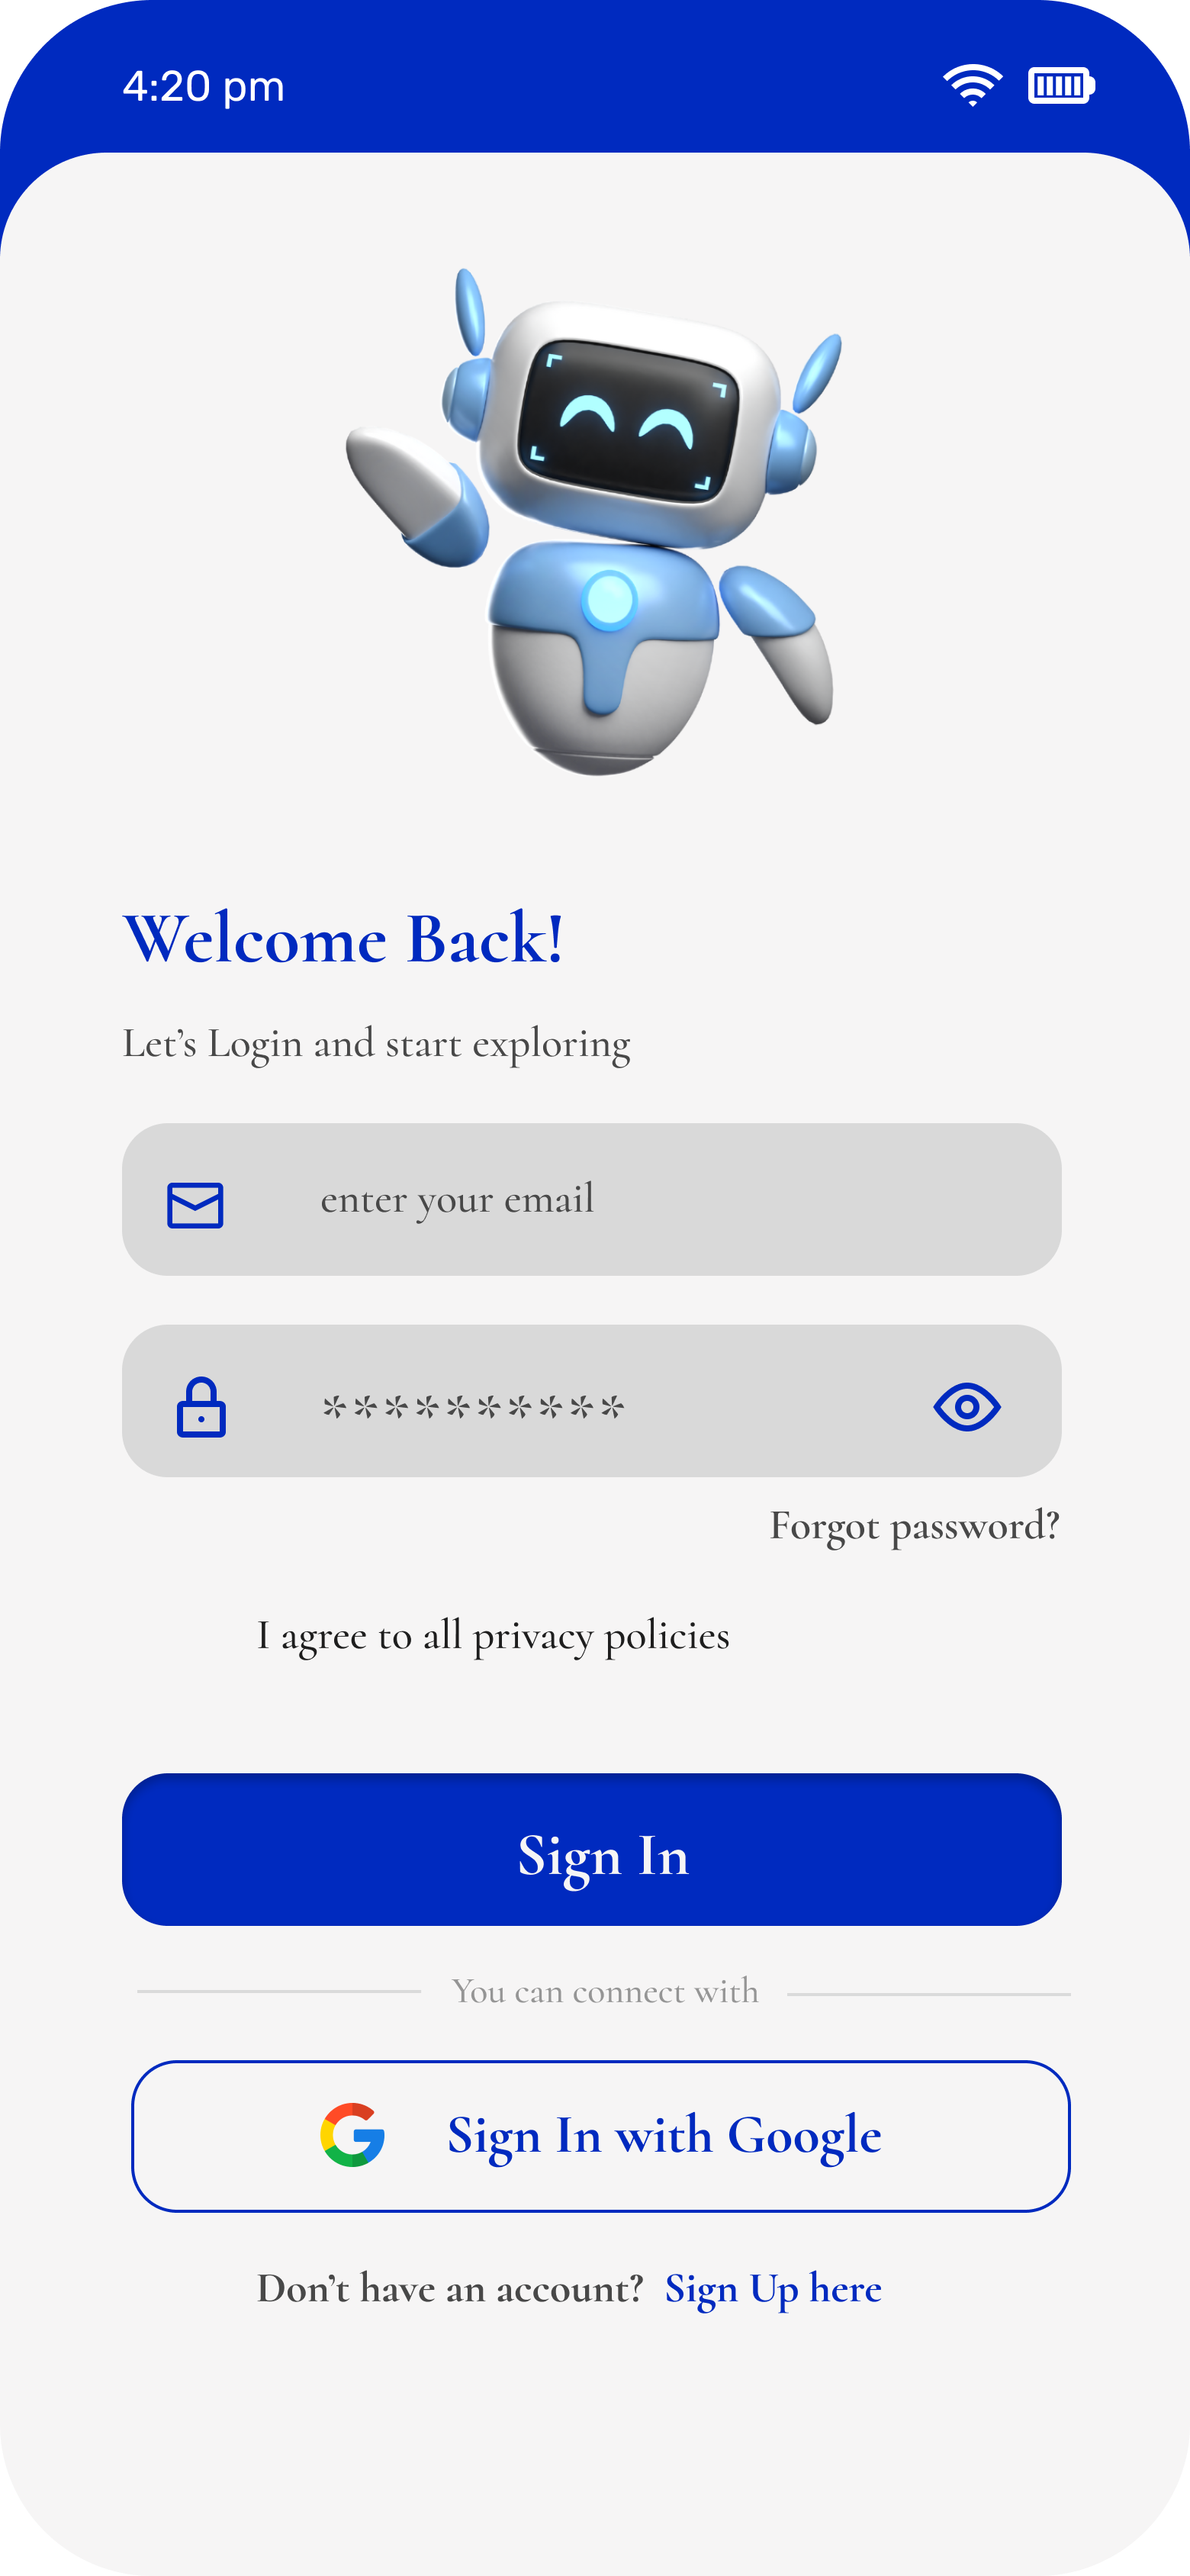 4:20 pm
Welcome Back!
Let’s Login and start exploring
enter your email
**********
Forgot password?
I agree to all privacy policies
Sign In
You can connect with
Sign In with Google
Don’t have an account? Sign Up here